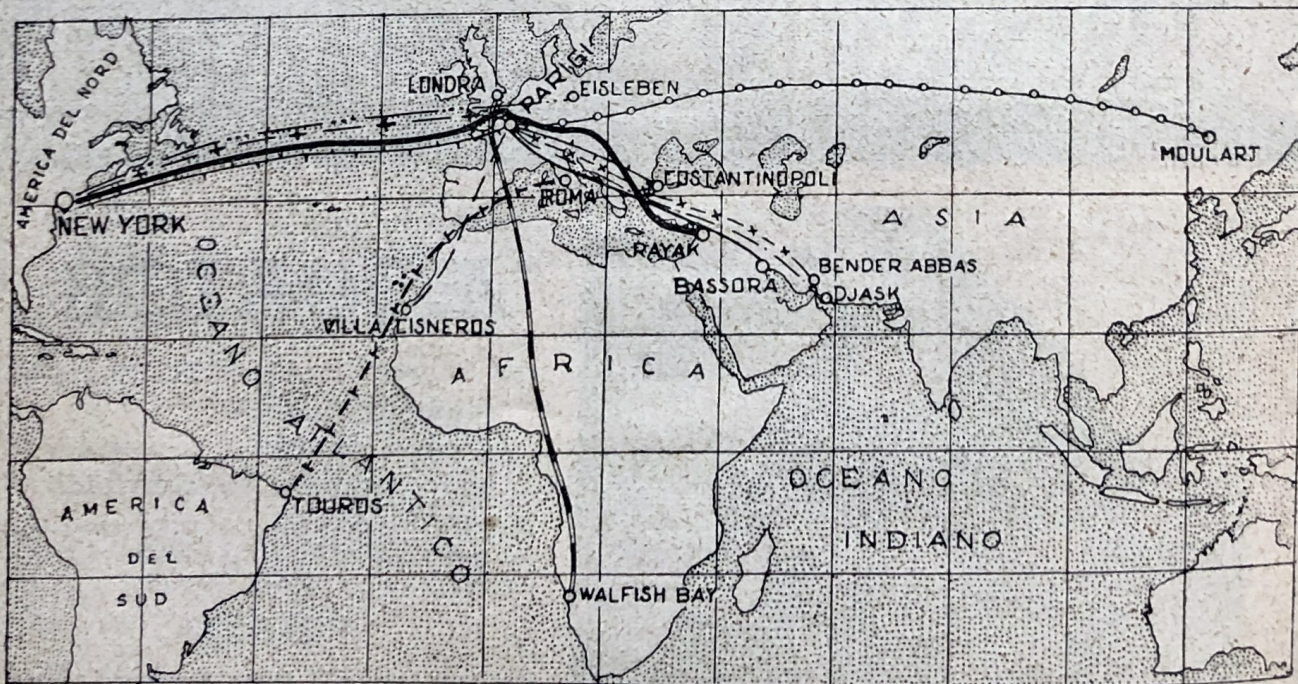 AMERICA DEL NORD
LONDRA
PARIGI
EISLEBEN
MOULART
NEW YORK
ROMA
COSTANTINOPOLI
ASIA
RAYAK
BASSORA
BENDER ABBAS
DJASK
VILLA CISNEROS
OCEANO
ATLANTICO
AFRICA
TOUROS
AMERICA
DEL
SUD
OCEANO
INDIANO
WALFISH BAY